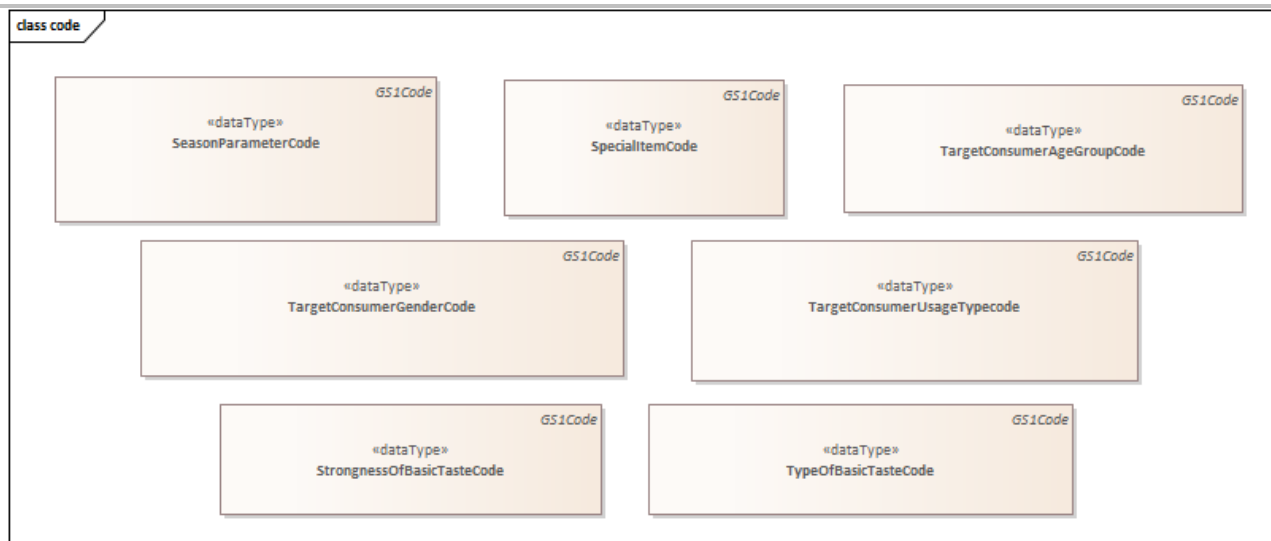 class code
GS1Code
«dataType»
SeasonParameterCode
GS1Code
«dataType»
SpecialItemCode
GS1Code
«dataType»
TargetConsumerAgeGroupCode
GS1Code
«dataType»
TargetConsumerGenderCode
GS1Code
«dataType»
TargetConsumerUsageTypecode
GS1Code
«dataType»
StrongnessOfBasicTasteCode
GS1Code
«dataType»
TypeOfBasicTasteCode